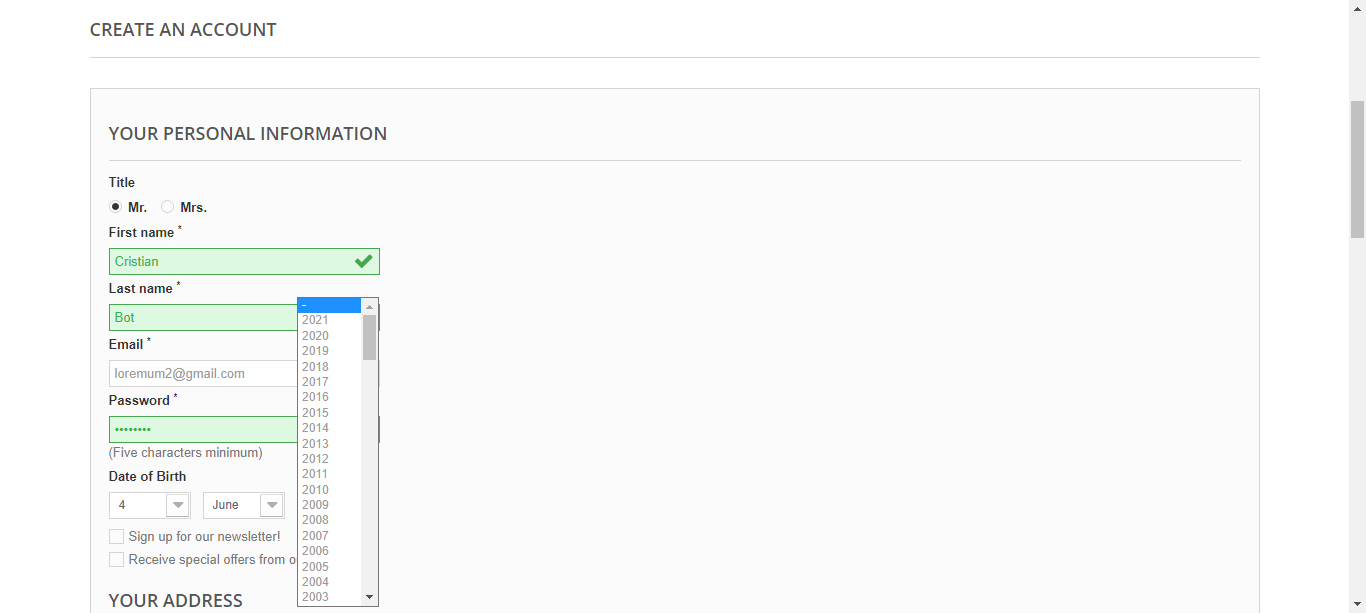 CREATE AN ACCOUNT
YOUR PERSONAL INFORMATION
Title
Mr. Mrs.
First name *
Cristian
Last name *
Bot
Email *
loremum2@gmail.com
Password *
••••••••
(Five characters minimum)
Date of Birth
4 June
-
2021
2020
2019
2018
2017
2016
2015
2014
2013
2012
2011
2010
2009
2008
2007
2006
2005
2004
2003
Sign up for our newsletter!
Receive special offers from o
YOUR ADDRESS